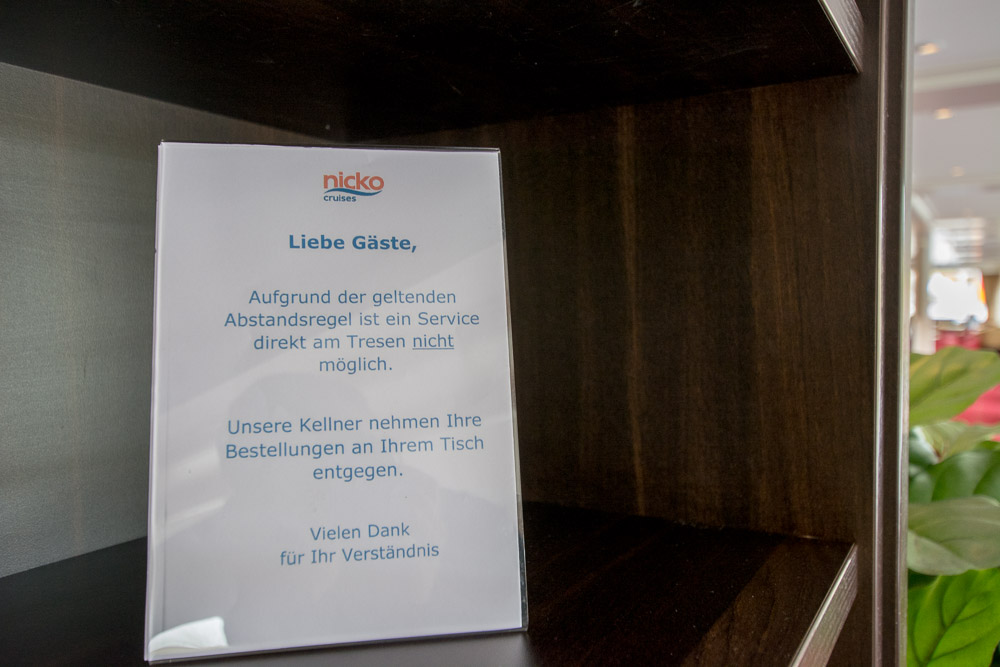 nicko
cruises
Liebe Gäste,
Aufgrund der geltenden
Abstandsregel ist ein Service
direkt am Tresen nicht
möglich.
Unsere Kellner nehmen Ihre
Bestellungen an Ihrem Tisch
entgegen.
Vielen Dank
für Ihr Verständnis